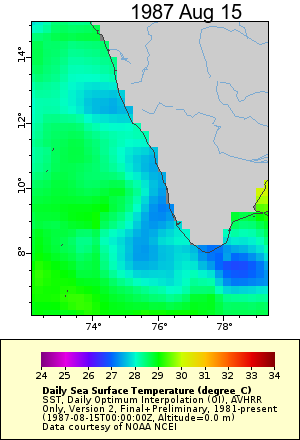 1987 Aug 15
14°
12°
10°
8°
74° 76° 78°
24 25 26 27 28 29 30 31 32 33 34
Daily Sea Surface Temperature (degree_C)
SST, Daily Optimum Interpolation (OI), AVHRR
Only, Version 2, Final+Preliminary, 1981-present
(1987-08-15T00:00:00Z, Altitude=0.0 m)
Data courtesy of NOAA NCEI